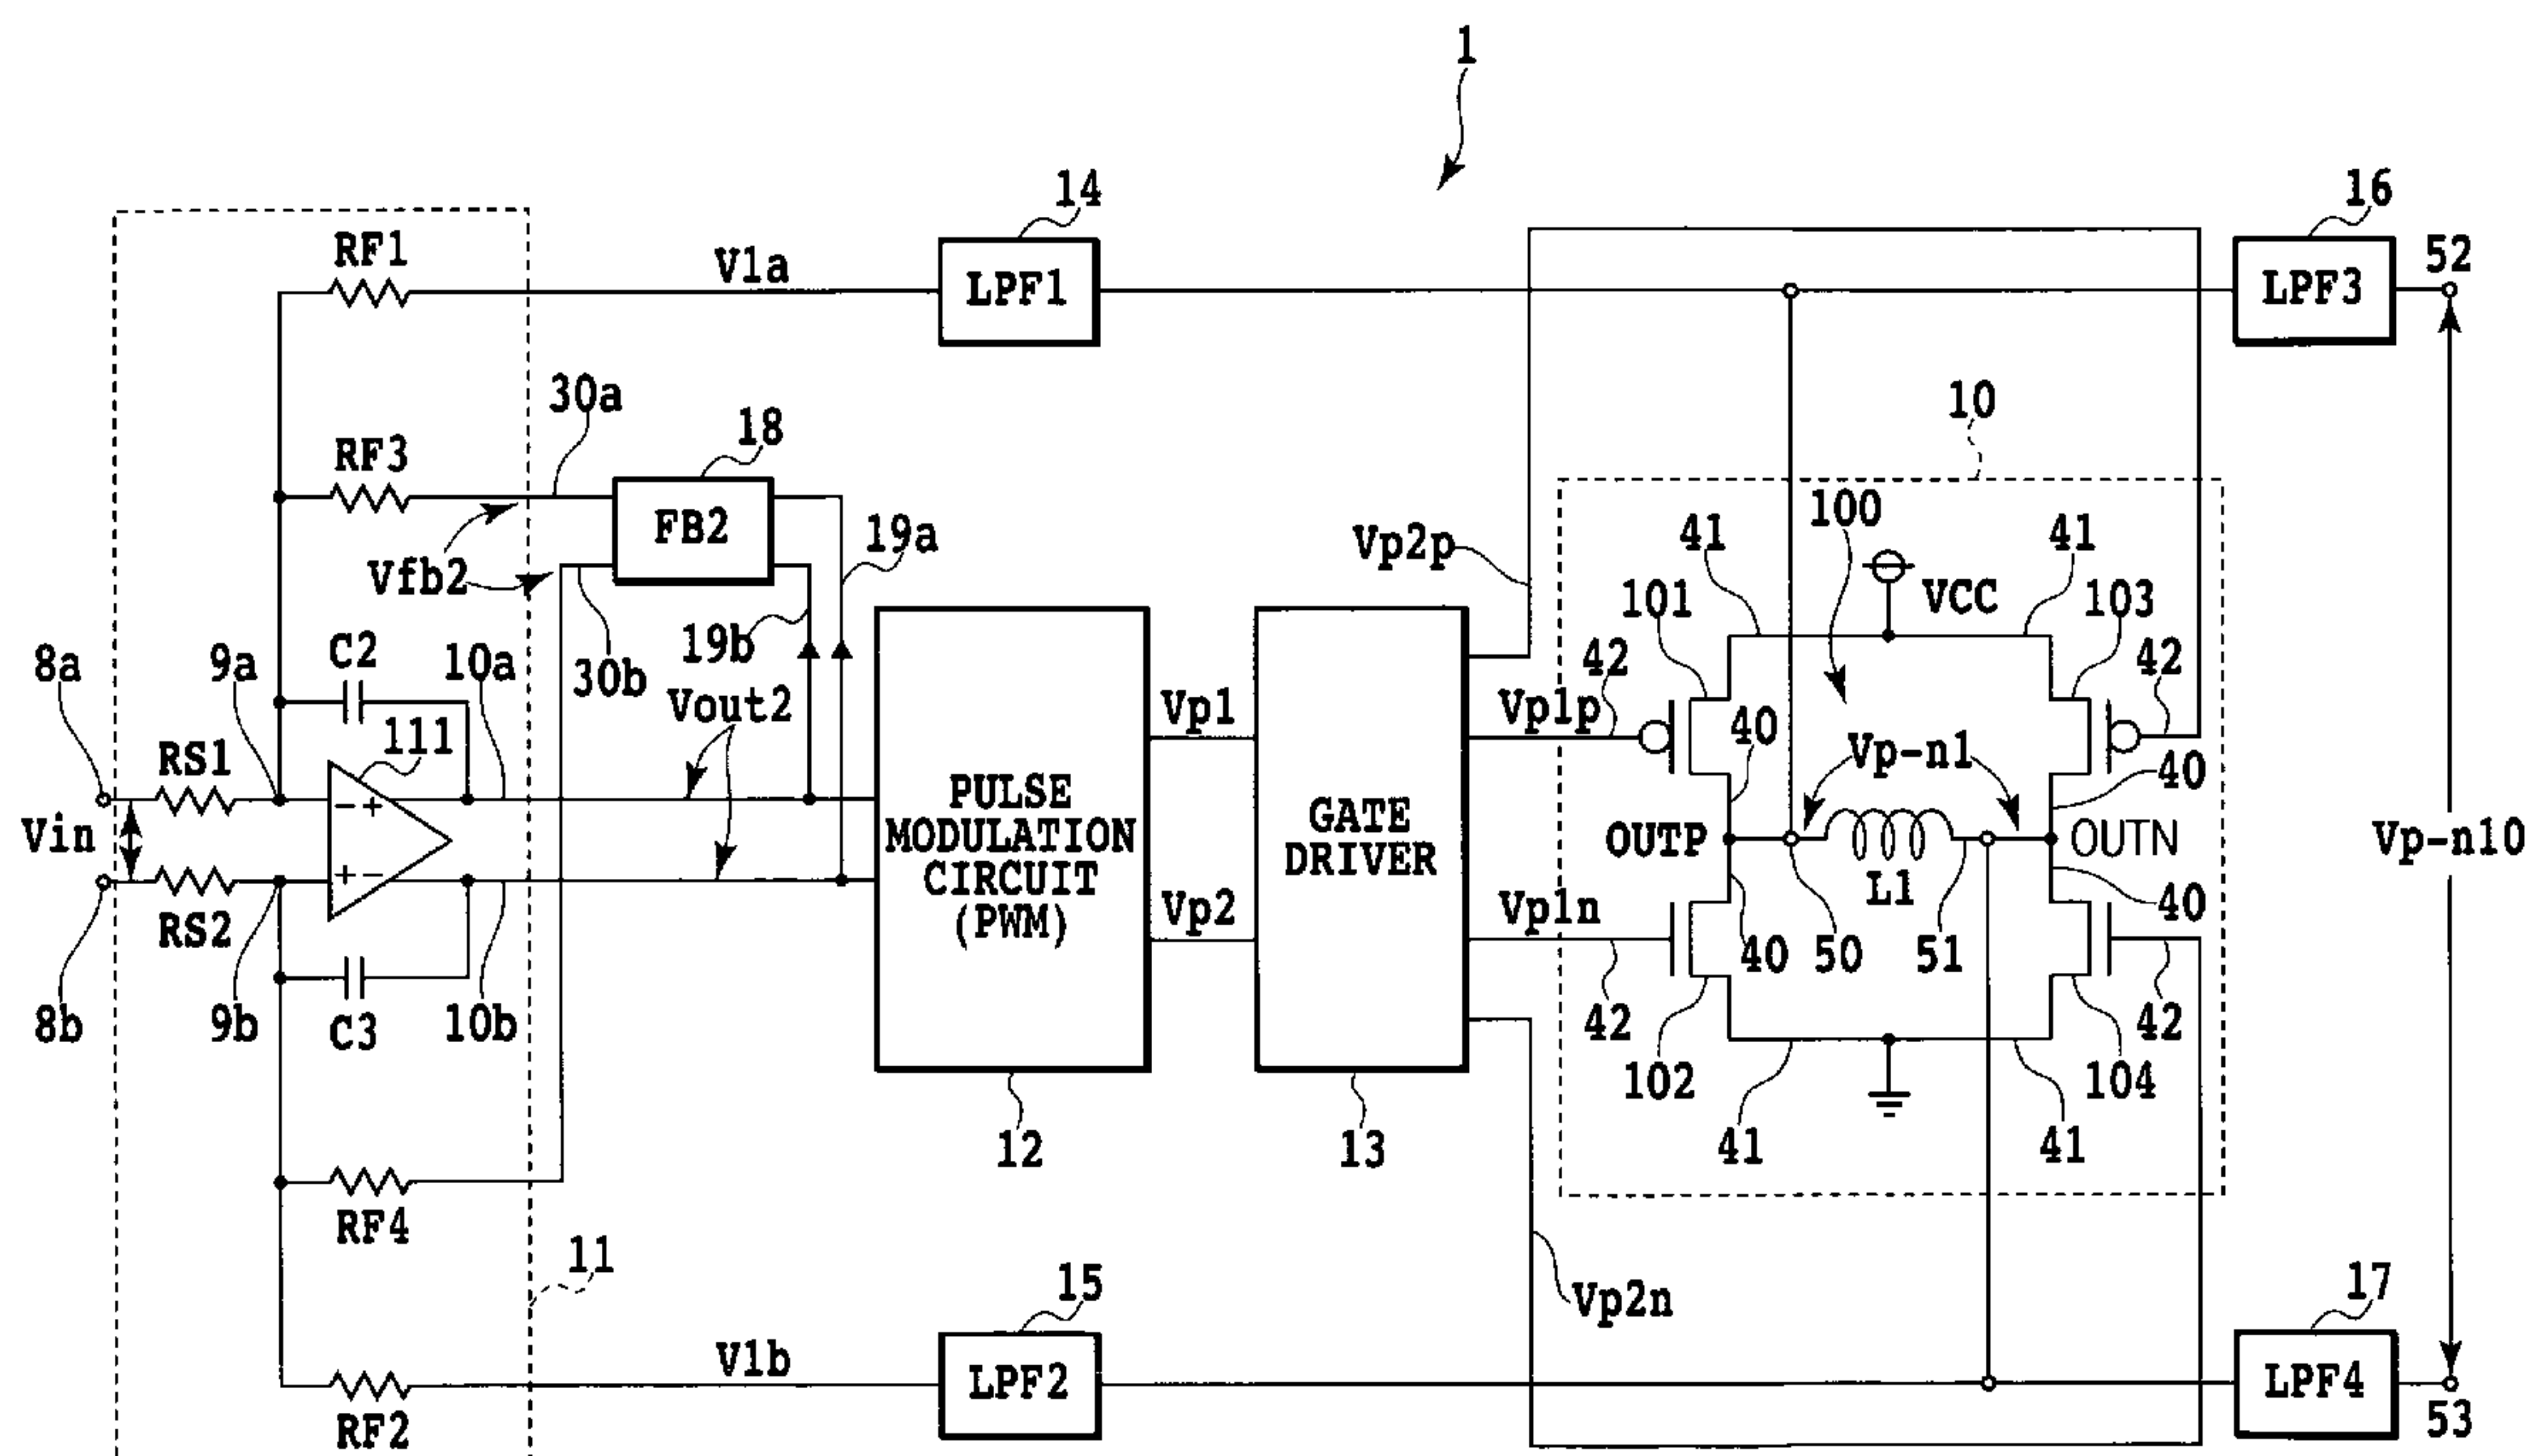 1
14
16
RF1
V1a
LPF1
LPF3
52
30a
18
10
RF3
FB2
19a
100
41
41
Vp2p
Vfb2
VCC
101
103
19b
30b
C2
8a
9a
10a
Vout2
42
42
Vp1
Vp1p
111
40
Vp-n1
40
RS1
- +
PULSE
MODULATION
CIRCUIT
(PWM)
GATE
DRIVER
Vin
OUTP
OUTN
Vp-n10
+ -
L1
RS2
Vp2
Vp1n
40
40
50
51
8b
9b
C3
10b
42
42
102
104
12
13
41
41
RF4
11
15
Vp2n
17
V1b
LPF2
LPF4
RF2
53